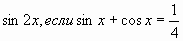 sin 2x, если sin x + cos x = 1/4